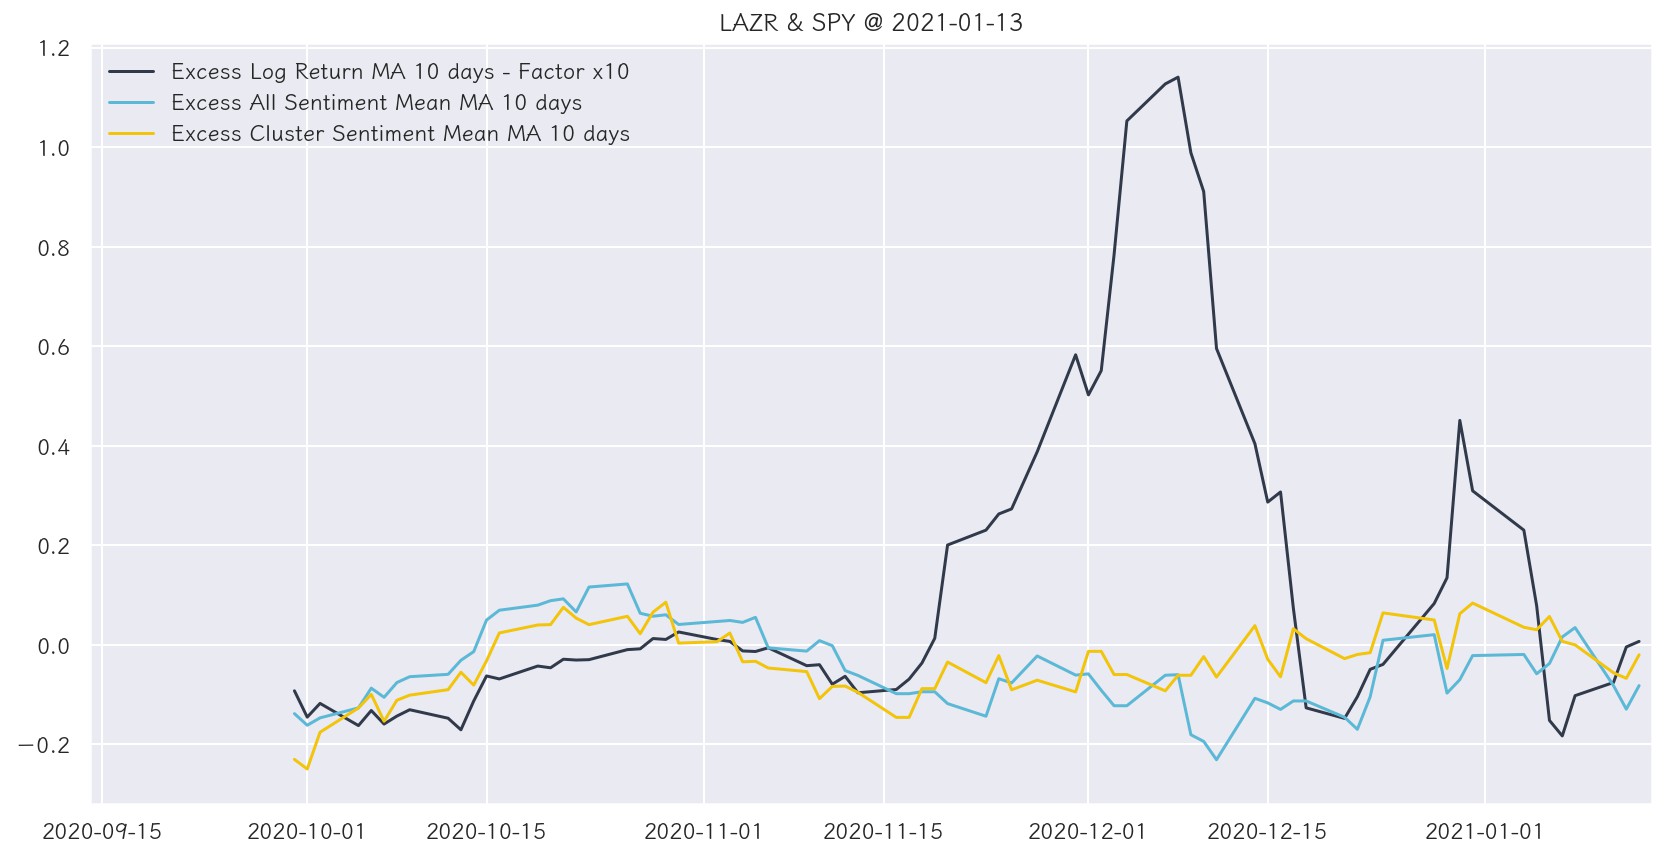 LAZR & SPY @ 2021-01-13
1.2
1.0
0.8
0.6
0.4
0.2
0.0
−0.2
Excess Log Return MA 10 days - Factor x10
Excess All Sentiment Mean MA 10 days
Excess Cluster Sentiment Mean MA 10 days
2020-09-15 2020-10-01 2020-10-15 2020-11-01 2020-11-15 2020-12-01 2020-12-15 2021-01-01